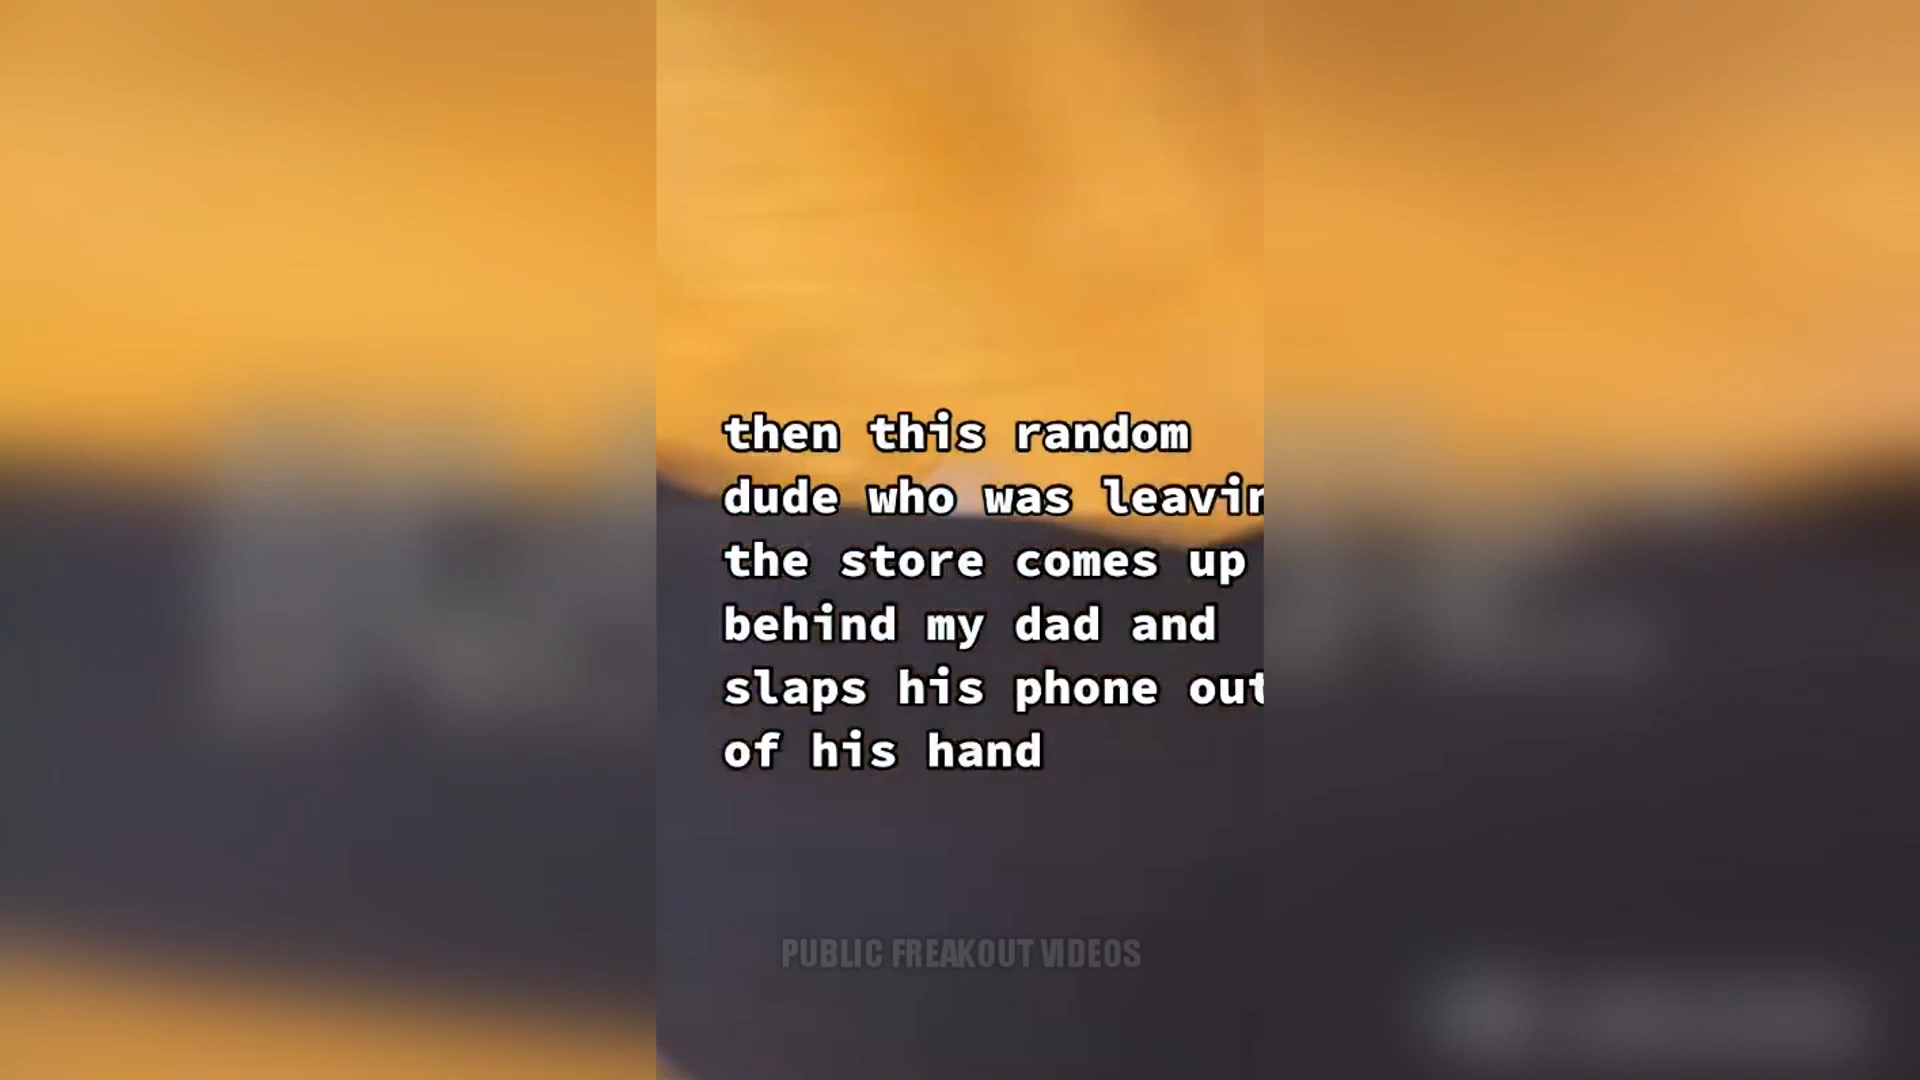 then this random
dude who was leavin
the store comes up
behind my dad and
slaps his phone out
of his hand
PUBLIC FREAKOUT VIDEOS